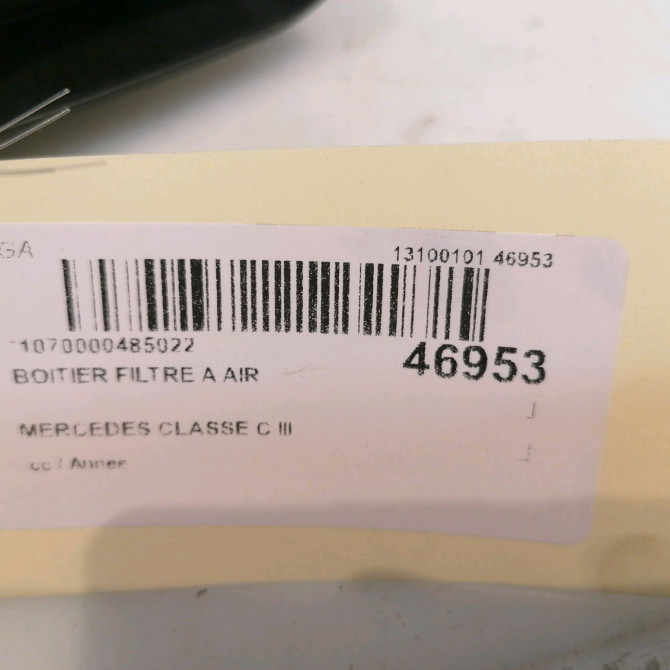 GA
13100101 46953
1070000485022
46953
BOITIER FILTRE A AIR
MERCEDES CLASSE C III
cc / Annee